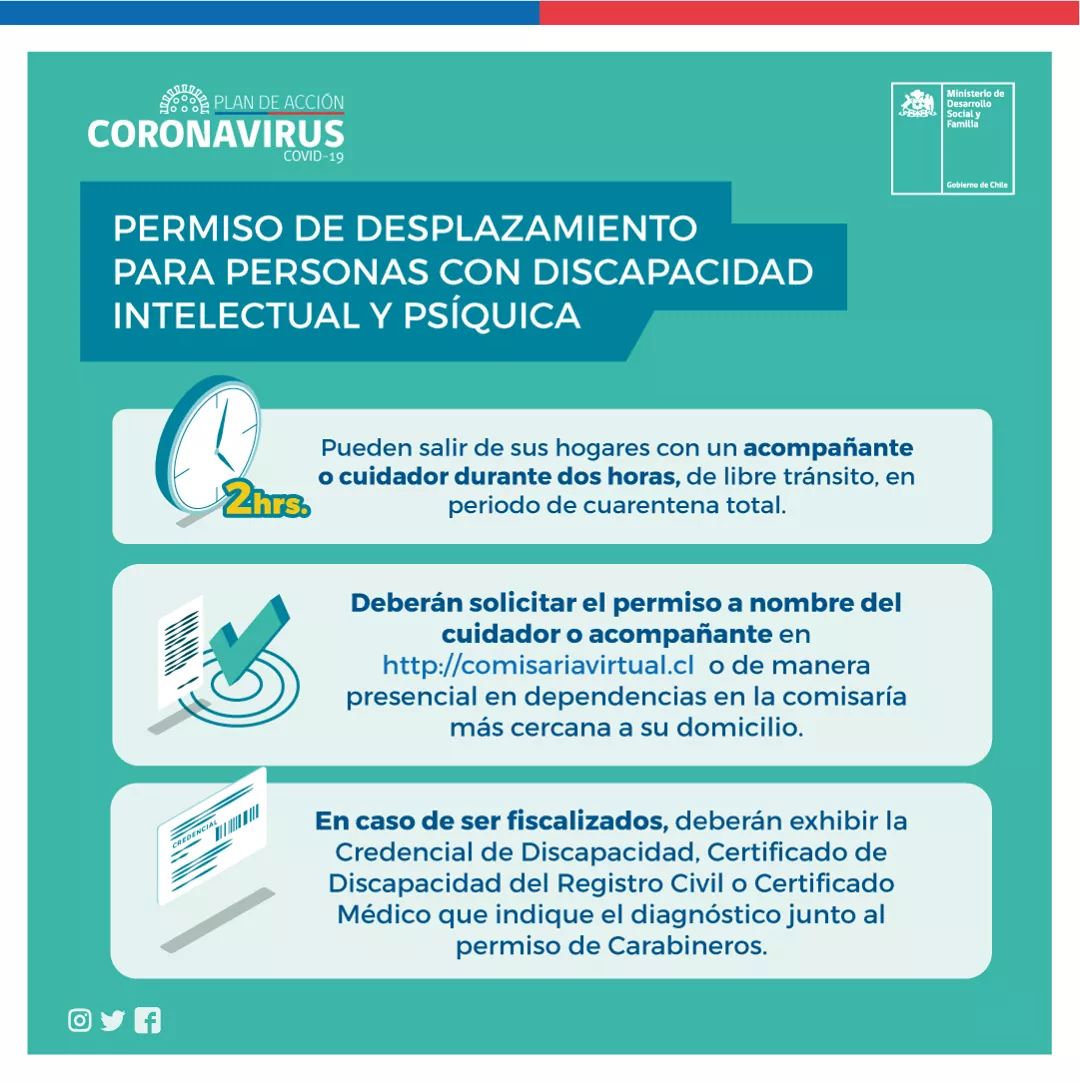 PLAN DE ACCIÓN
CORONAVIRUS
COVID-19
Ministerio de
Desarrollo
Social y
Familia
Gobierno de Chile
PERMISO DE DESPLAZAMIENTO
PARA PERSONAS CON DISCAPACIDAD
INTELECTUAL Y PSÍQUICA
2hrs.
Pueden salir de sus hogares con un acompañante
o cuidador durante dos horas, de libre tránsito, en
periodo de cuarentena total.
Deberán solicitar el permiso a nombre del
cuidador o acompañante en
http://comisariavirtual.cl o de manera
presencial en dependencias en la comisaría
más cercana a su domicilio.
CREDENCIAL
En caso de ser fiscalizados, deberán exhibir la
Credencial de Discapacidad, Certificado de
Discapacidad del Registro Civil o Certificado
Médico que indique el diagnóstico junto al
permiso de Carabineros.